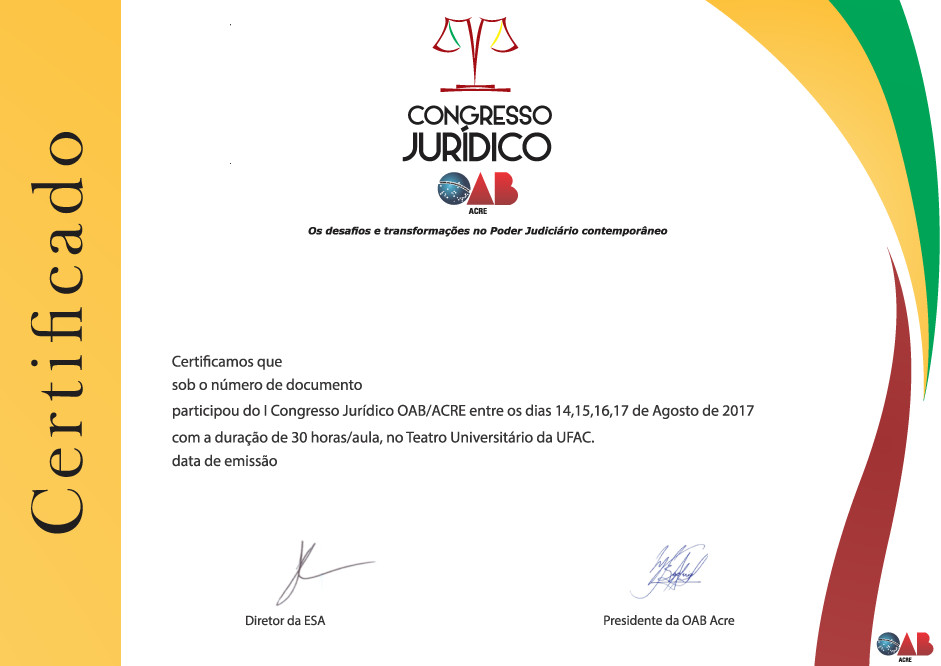 Certificado
CONGRESSO
JURÍDICO
OAB
ACRE
Os desafios e transformações no Poder Judiciário contemporâneo
Certificamos que
sob o número de documento
participou do I Congresso Jurídico OAB/ACRE entre os dias 14,15,16,17 de Agosto de 2017
com a duração de 30 horas/aula, no Teatro Universitário da UFAC.
data de emissão
Diretor da ESA
Presidente da OAB Acre
OAB
ACRE